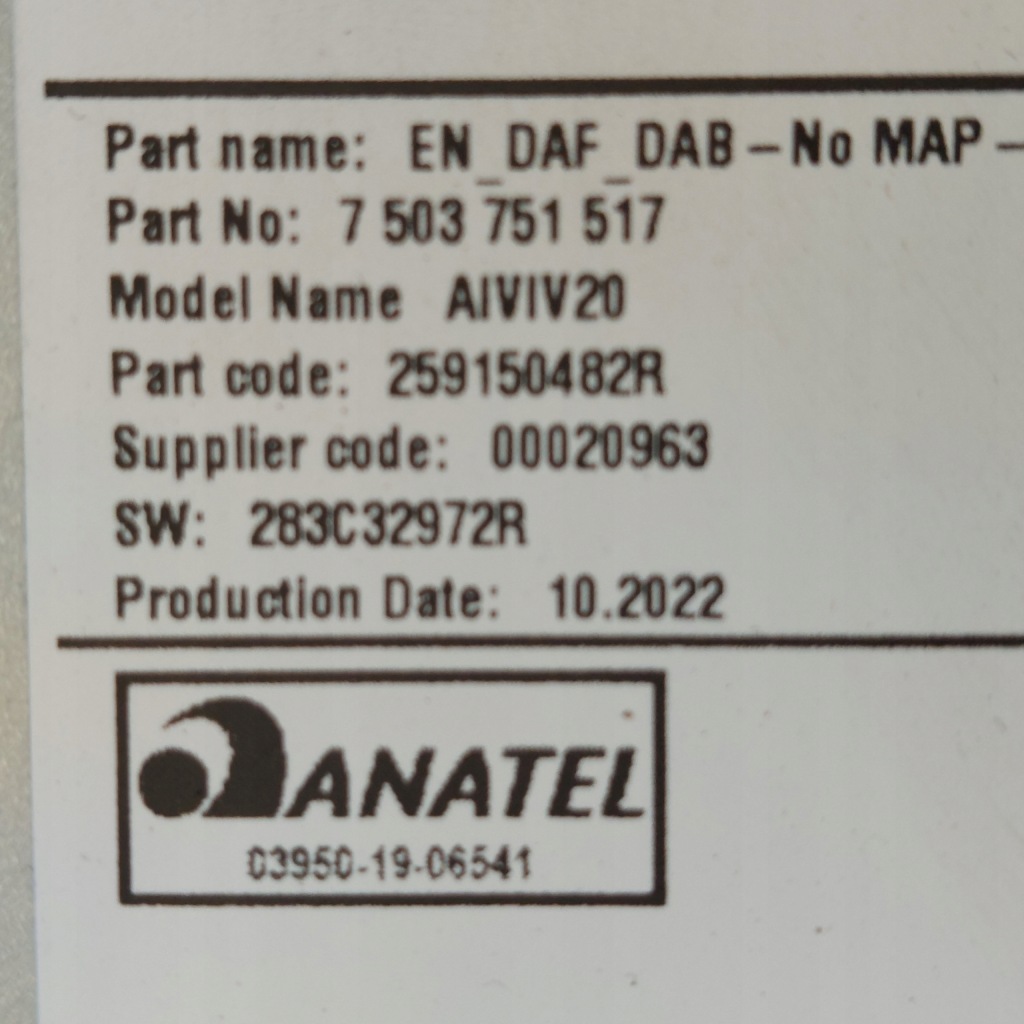 Part name: EN_DAF_DAB-No MAP-
Part No: 7 503 751 517
Model Name AIVIV20
Part code: 259150482R
Supplier code: 00020963
SW: 283C32972R
Production Date: 10.2022
ANATEL
03950-19-06541